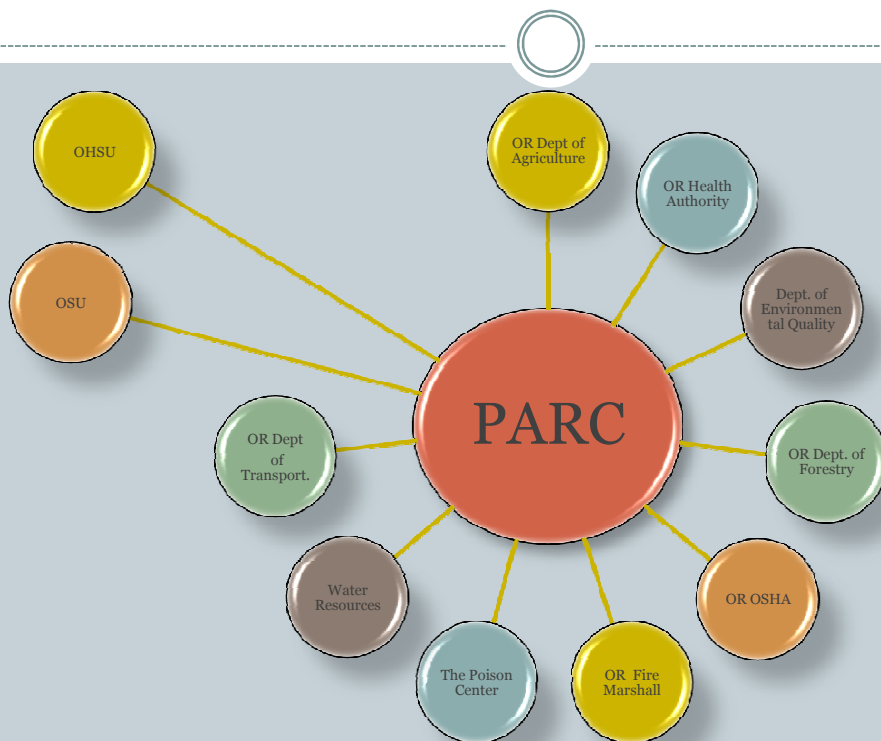 OHSU
OR Dept of
Agriculture
OR Health
Authority
OSU
Dept. of
Environmen
tal Quality
PARC
OR Dept
of
Transport.
OR Dept. of
Forestry
Water
Resources
OR OSHA
The Poison
Center
OR Fire
Marshall